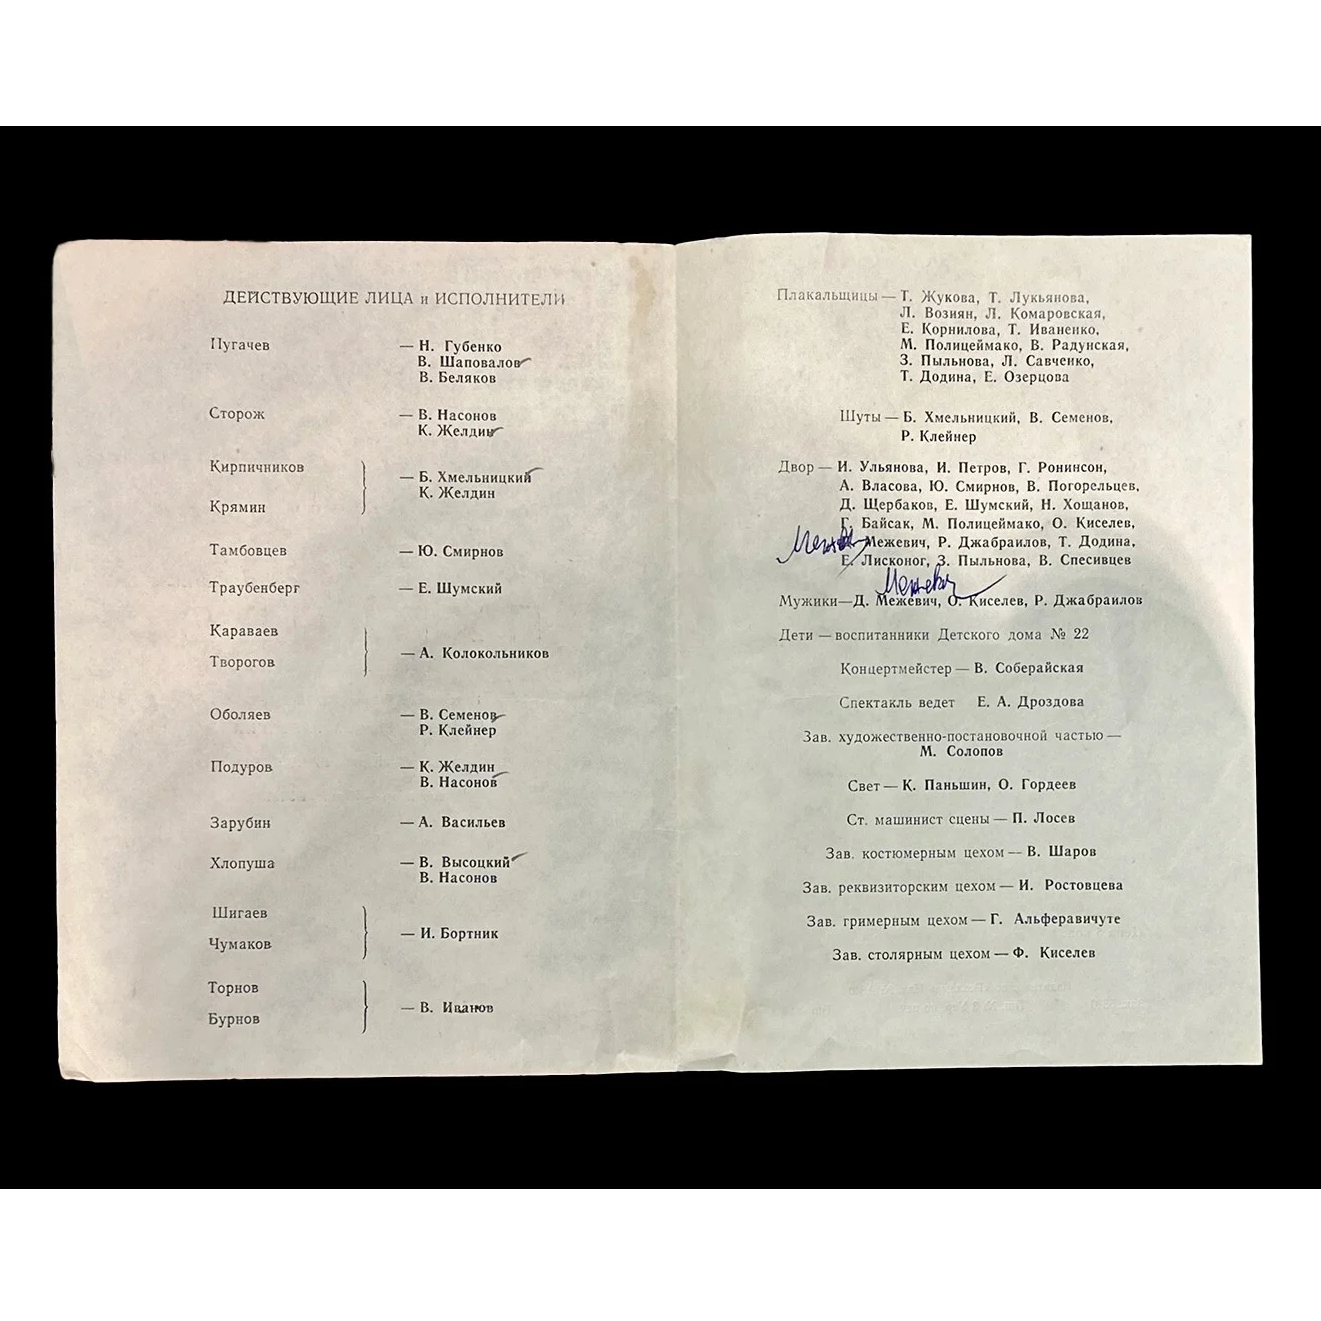 ДЕЙСТВУЮЩИЕ ЛИЦА и ИСПОЛНИТЕЛИ
Пугачев — Н. Губенко
В. Шаповалов
В. Беляков
Сторож — В. Насонов
К. Желдин
Кирпичников
— Б. Хмельницкий
К. Желдин
Крямин
Тамбовцев — Ю. Смирнов
Траубенберг — Е. Шумский
Караваев
— А. Колокольников
Творогов
Оболяев — В. Семенов
Р. Клейнер
Подуров — К. Желдин
В. Насонов
Зарубин — А. Васильев
Хлопуша — В. Высоцкий
В. Насонов
Шигаев
— И. Бортник
Чумаков
Торнов
— В. Иванов
Бурнов
Плакальщицы — Т. Жукова, Т. Лукьянова,
Л. Возиян, Л. Комаровская,
Е. Корнилова, Т. Иваненко,
М. Полицеймако, В. Радунская,
З. Пыльнова, Л. Савченко,
Т. Додина, Е. Озерцова
Шуты — Б. Хмельницкий, В. Семенов,
Р. Клейнер
Двор — И. Ульянова, И. Петров, Г. Ронинсон,
А. Власова, Ю. Смирнов, В. Погорельцев,
Д. Щербаков, Е. Шумский, Н. Хощанов,
Г. Байсак, М. Полицеймако, О. Киселев,
Межевич, Р. Джабраилов, Т. Додина,
Е. Лисконог, З. Пыльнова, В. Спесивцев
Межевич
Мужики — Д. Межевич, О. Киселев, Р. Джабраилов
Дети — воспитанники Детского дома № 22
Концертмейстер — В. Соберайская
Спектакль ведет Е. А. Дроздова
Зав. художественно-постановочной частью —
М. Солопов
Свет — К. Паньшин, О. Гордеев
Ст. машинист сцены — П. Лосев
Зав. костюмерным цехом — В. Шаров
Зав. реквизиторским цехом — И. Ростовцева
Зав. гримерным цехом — Г. Альферавичуте
Зав. столярным цехом — Ф. Киселев